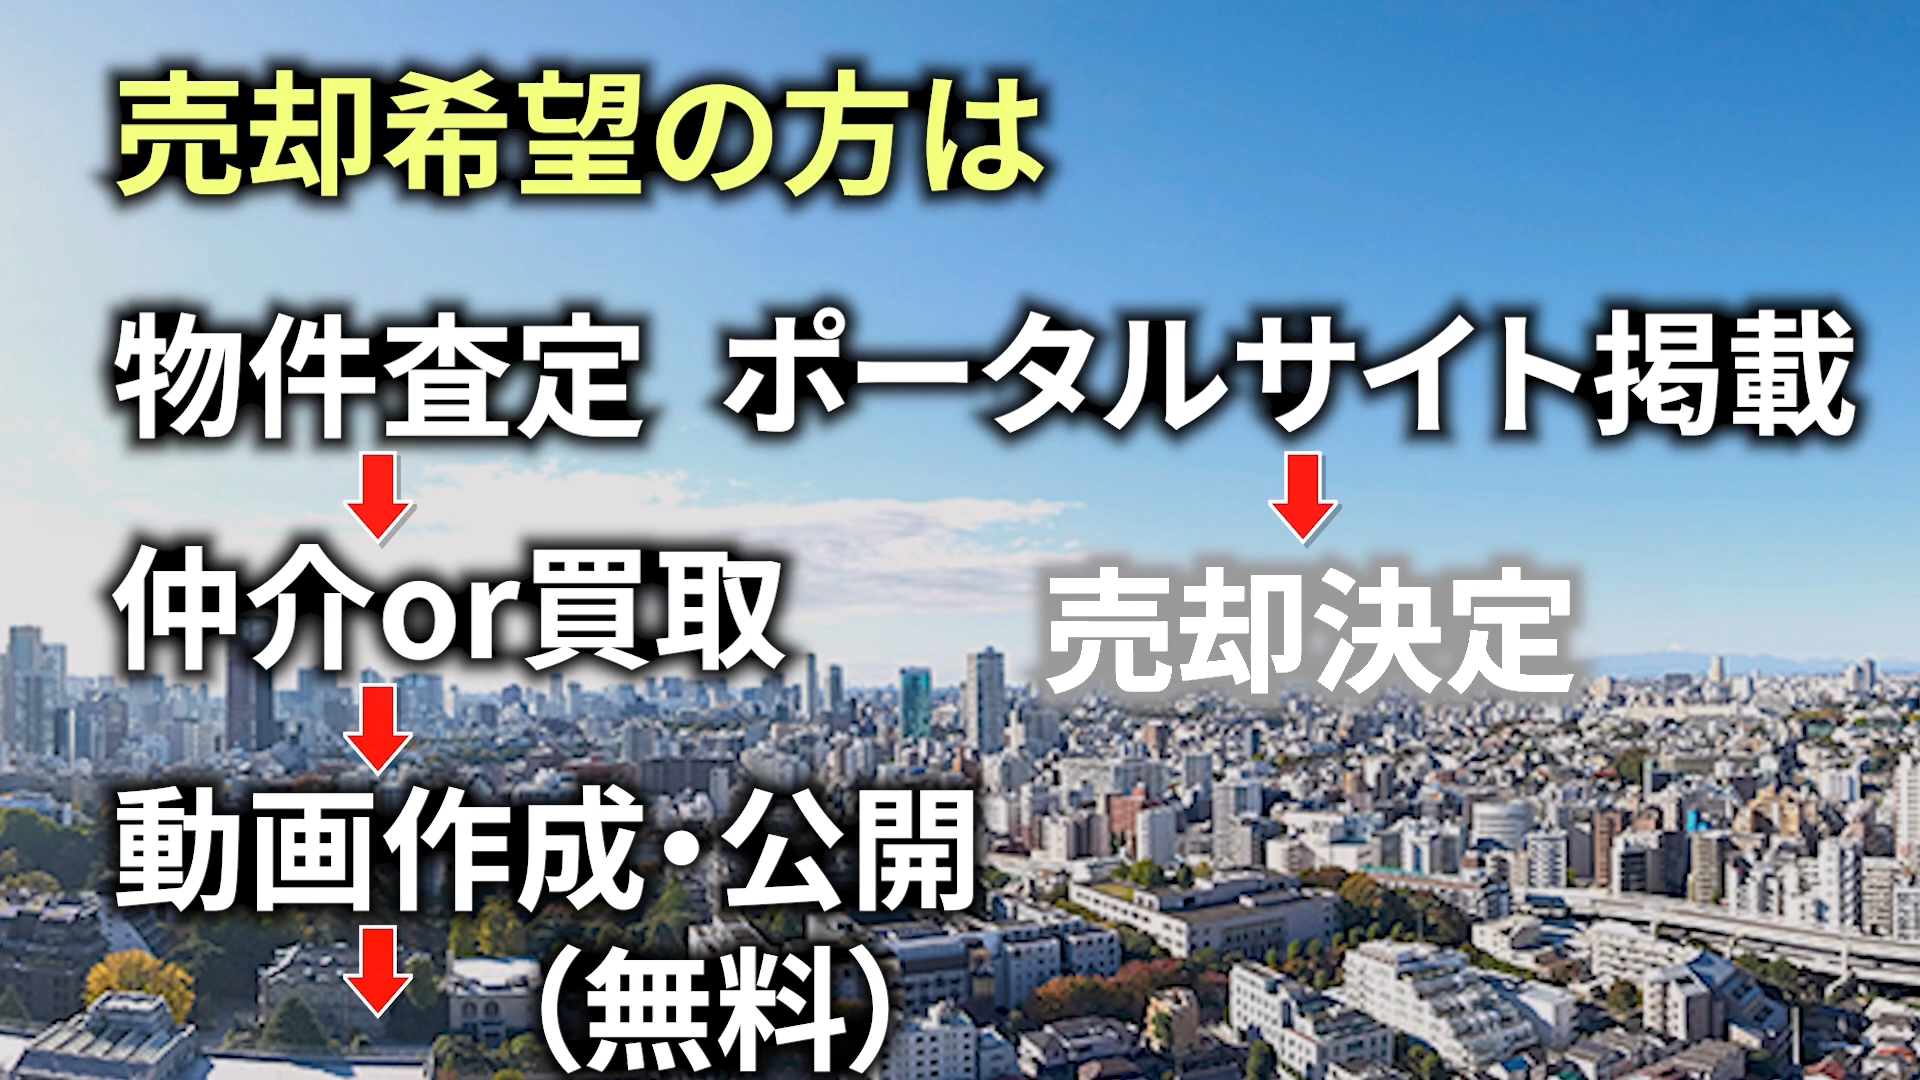 売却希望の方は
物件査定
仲介or買取
動画作成・公開
(無料)
ポータルサイト掲載
売却決定